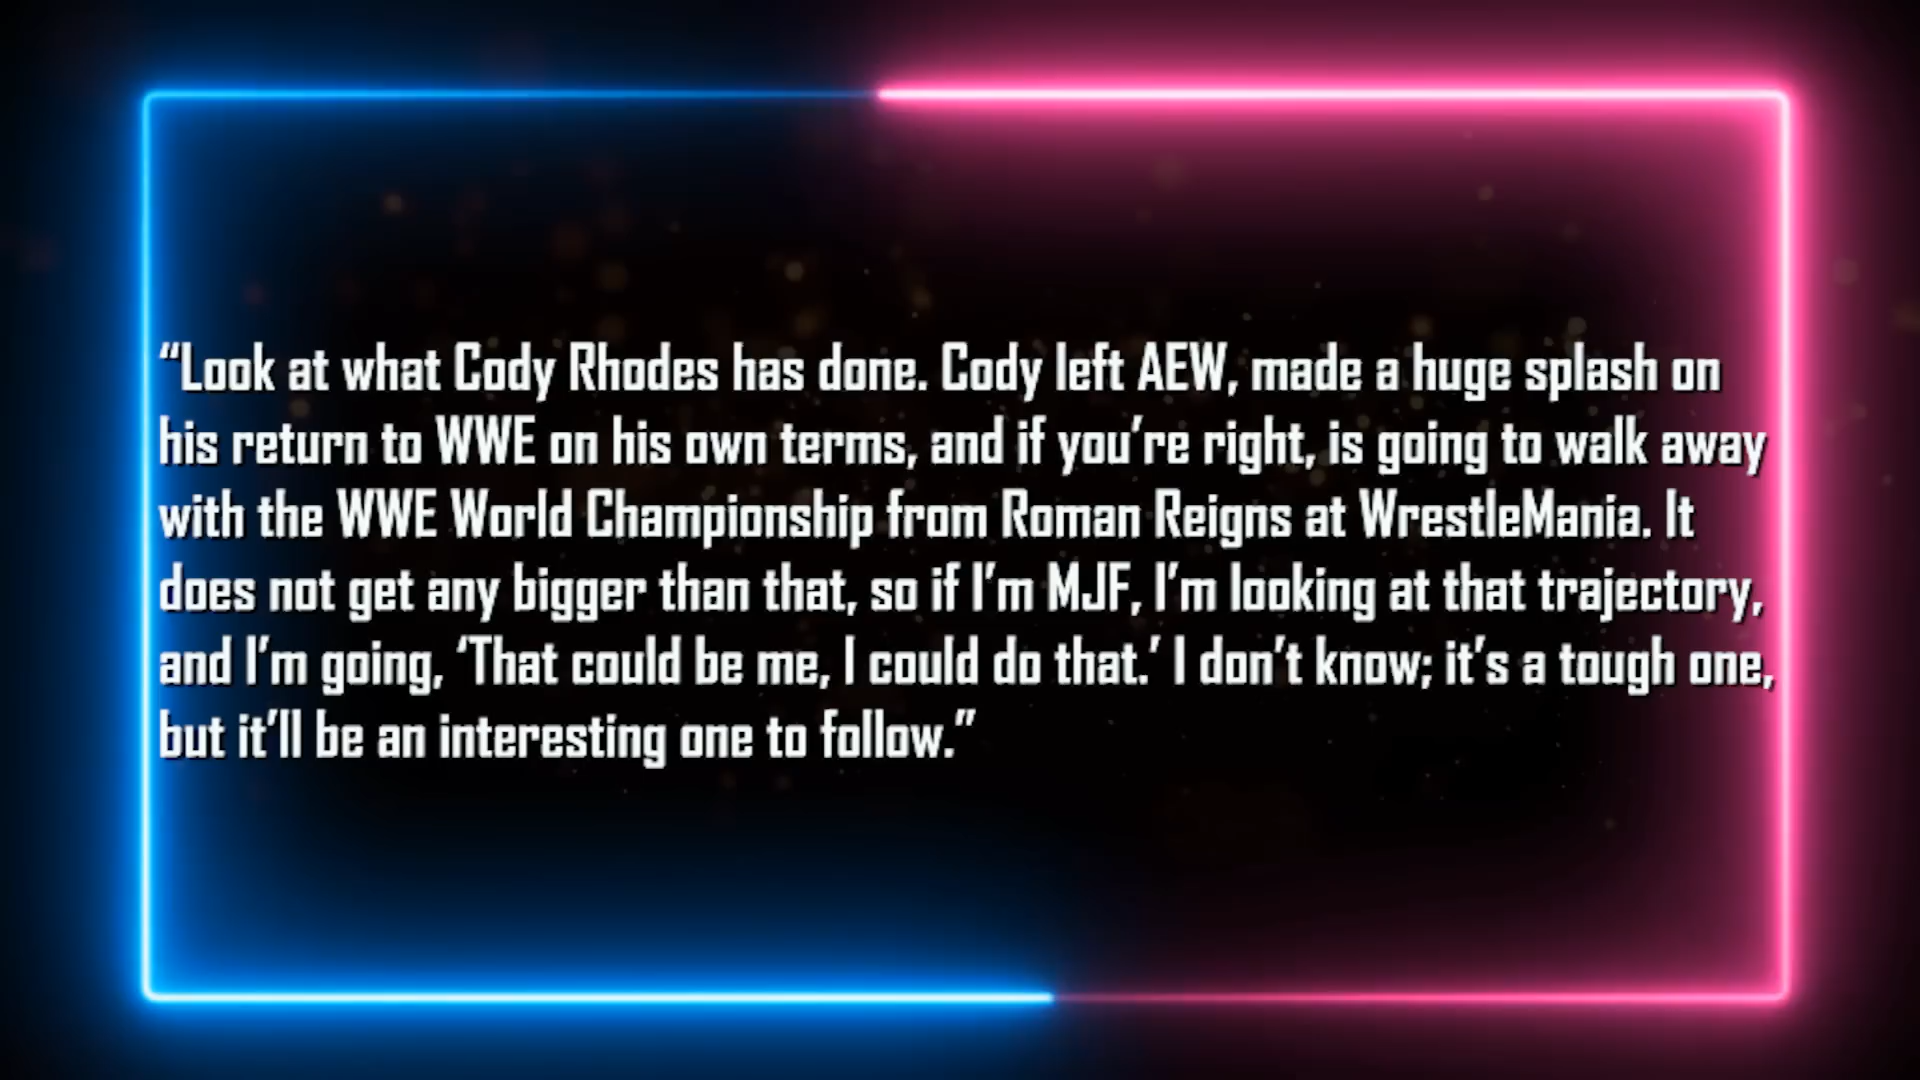 “Look at what Cody Rhodes has done. Cody left AEW, made a huge splash on
his return to WWE on his own terms, and if you’re right, is going to walk away
with the WWE World Championship from Roman Reigns at WrestleMania. It
does not get any bigger than that, so if I’m MJF, I’m looking at that trajectory,
and I’m going, ‘That could be me, I could do that.’ I don’t know; it’s a tough one,
but it’ll be an interesting one to follow.”